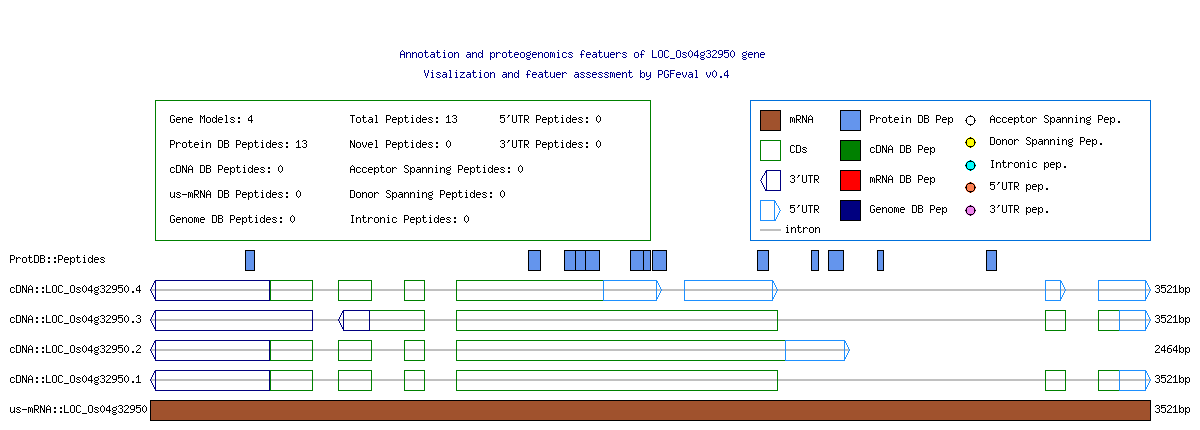 Annotation and proteogenomics featuers of LOC_Os04g32950 gene
Visalization and featuer assessment by PGFeval v0.4
Gene Models: 4 Total Peptides: 13 5'UTR Peptides: 0
Protein DB Peptides: 13 Novel Peptides: 0 3'UTR Peptides: 0
cDNA DB Peptides: 0 Acceptor Spanning Peptides: 0
us-mRNA DB Peptides: 0 Donor Spanning Peptides: 0
Genome DB Peptides: 0 Intronic Peptides: 0
mRNA Protein DB Pep Acceptor Spanning Pep.
CDs cDNA DB Pep Donor Spanning Pep.
3'UTR mRNA DB Pep Intronic pep.
5'UTR Genome DB Pep 5'UTR pep.
intron 3'UTR pep.
ProtDB::Peptides
cDNA::LOC_Os04g32950.4 3521bp
cDNA::LOC_Os04g32950.3 3521bp
cDNA::LOC_Os04g32950.2 2464bp
cDNA::LOC_Os04g32950.1 3521bp
us-mRNA::LOC_Os04g32950 3521bp